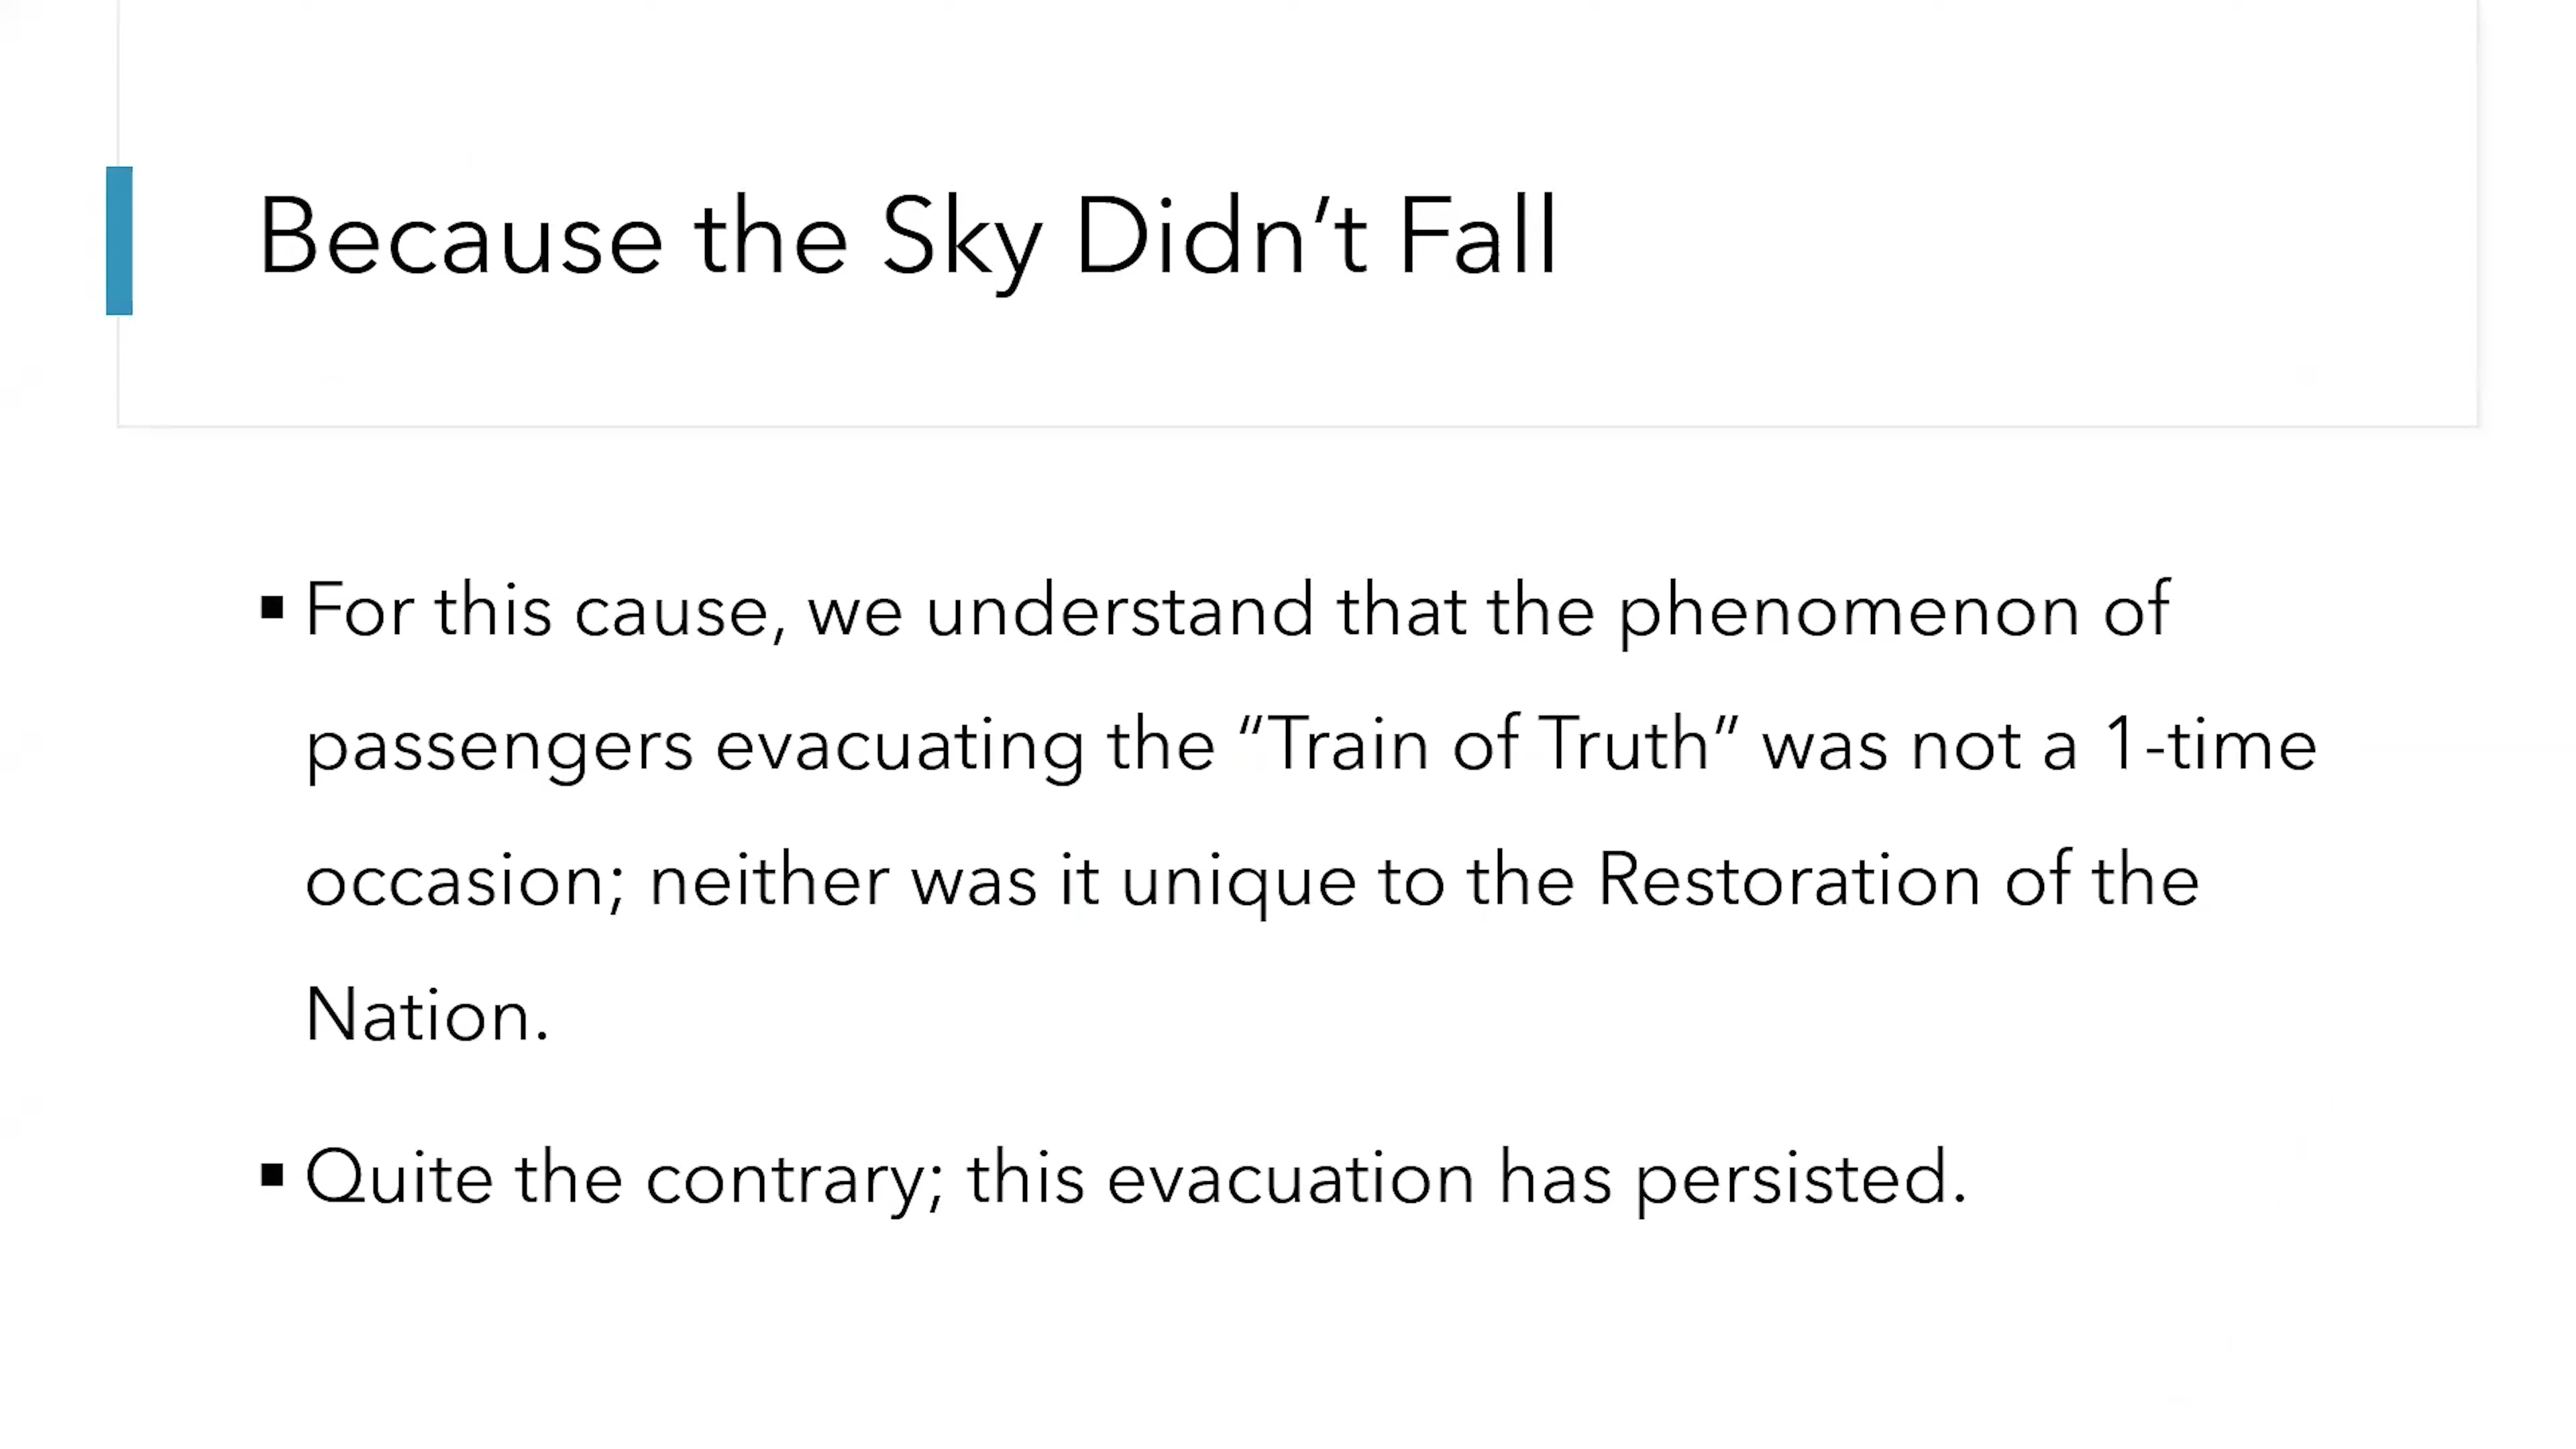 Because the Sky Didn’t Fall
▪ For this cause, we understand that the phenomenon of
passengers evacuating the “Train of Truth” was not a 1-time
occasion; neither was it unique to the Restoration of the
Nation.
▪ Quite the contrary; this evacuation has persisted.